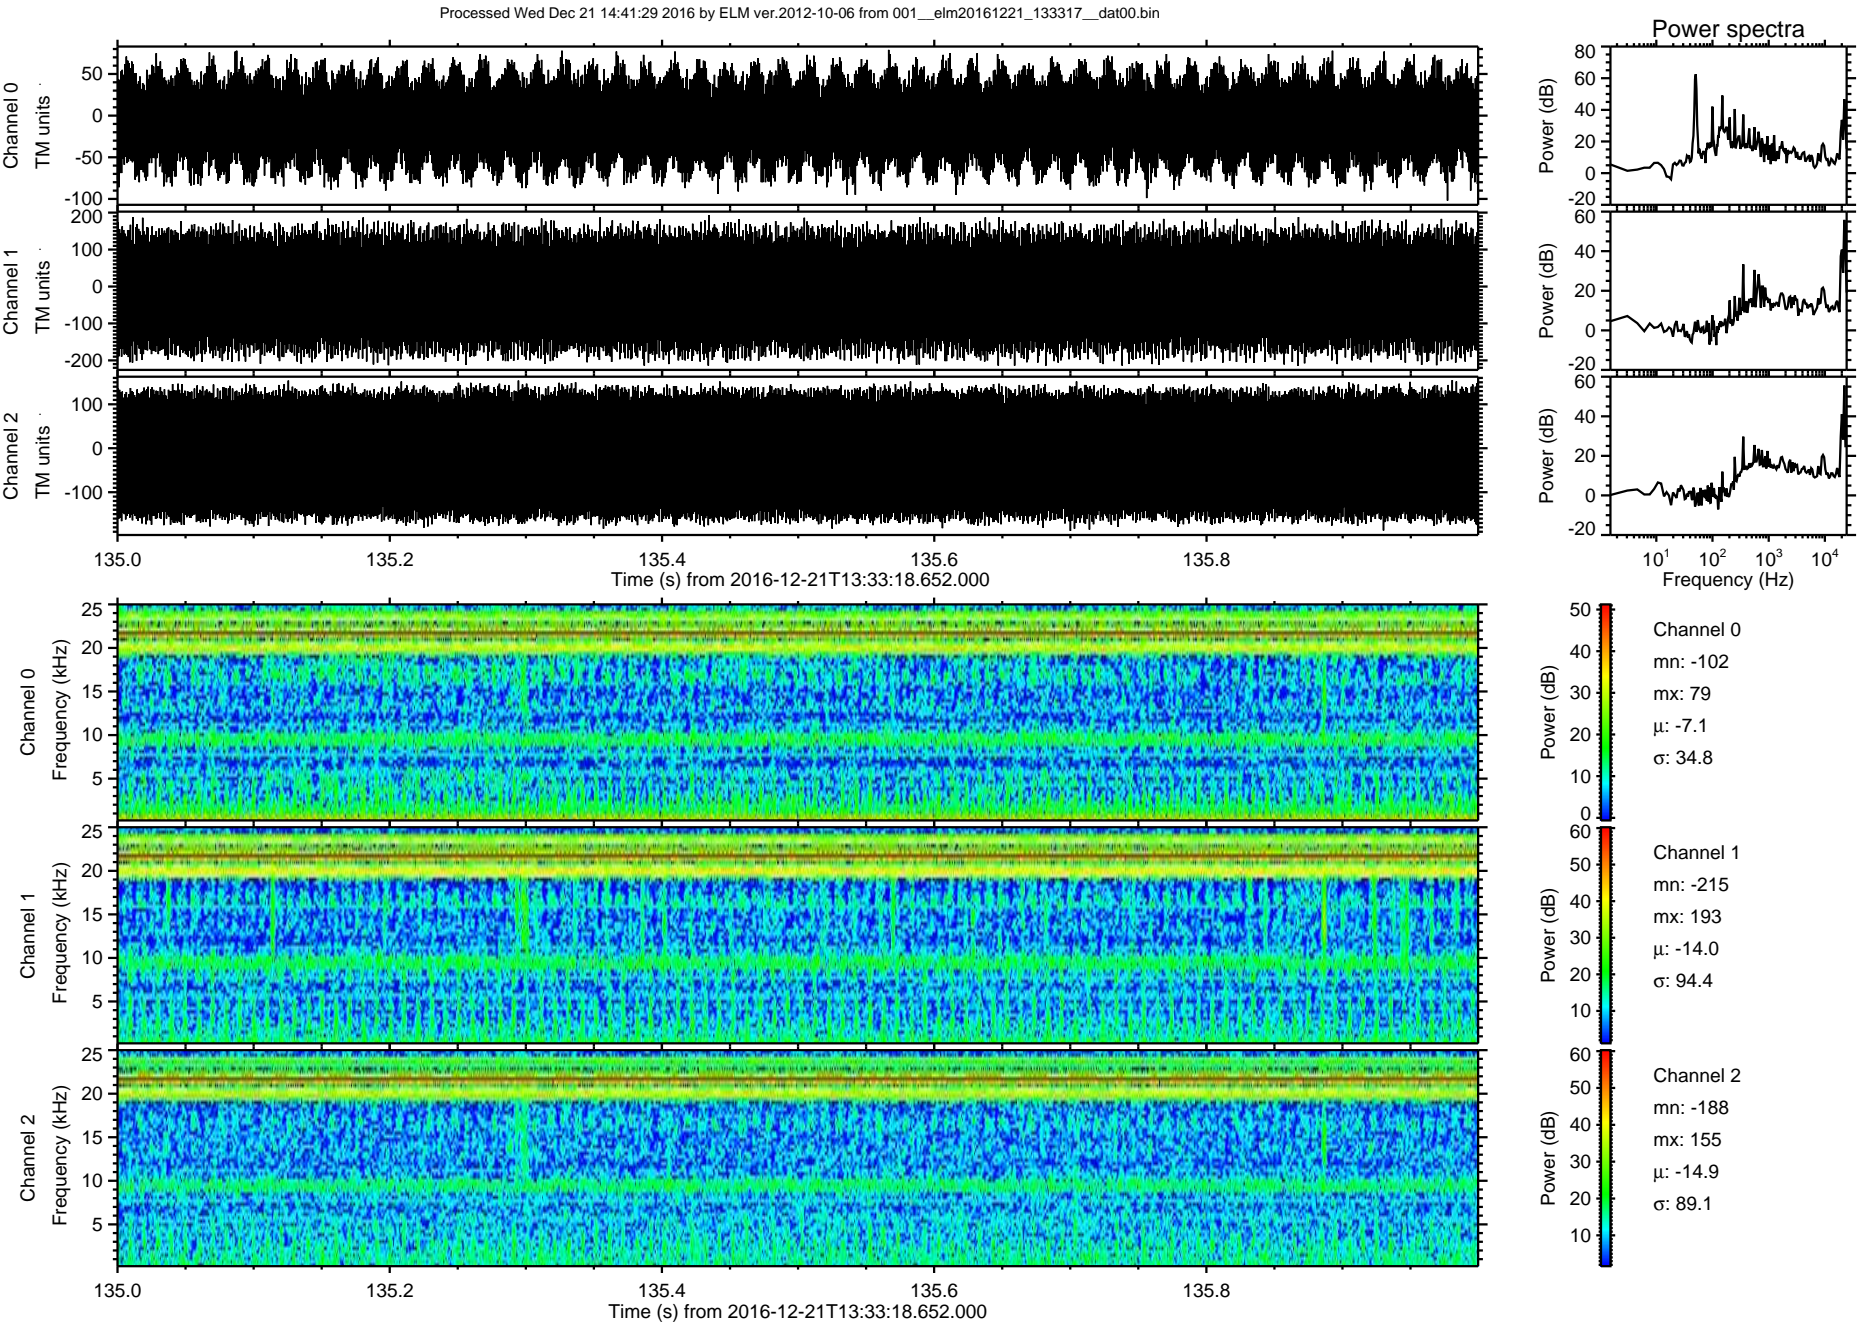 Processed Wed Dec 21 14:41:29 2016 by ELM ver.2012-10-06 from 001__elm20161221_133317__dat00.bin
Power spectra
Channel 0
TM units
50
0
-50
-100
Power (dB)
80
60
40
20
0
-20
Channel 1
TM units
200
100
0
-100
-200
Power (dB)
60
40
20
0
-20
Channel 2
TM units
100
0
-100
Power (dB)
60
40
20
0
-20
135.0 135.2 135.4 135.6 135.8
Time (s) from 2016-12-21T13:33:18.652.000
10^1 10^2 10^3 10^4
Frequency (Hz)
Channel 0
Frequency (kHz)
25
20
15
10
5
Power (dB)
50
40
30
20
10
0
Channel 0
mn: -102
mx: 79
μ: -7.1
σ: 34.8
Channel 1
Frequency (kHz)
25
20
15
10
5
Power (dB)
60
50
40
30
20
10
Channel 1
mn: -215
mx: 193
μ: -14.0
σ: 94.4
Channel 2
Frequency (kHz)
25
20
15
10
5
Power (dB)
60
50
40
30
20
10
Channel 2
mn: -188
mx: 155
μ: -14.9
σ: 89.1
135.0 135.2 135.4 135.6 135.8
Time (s) from 2016-12-21T13:33:18.652.000